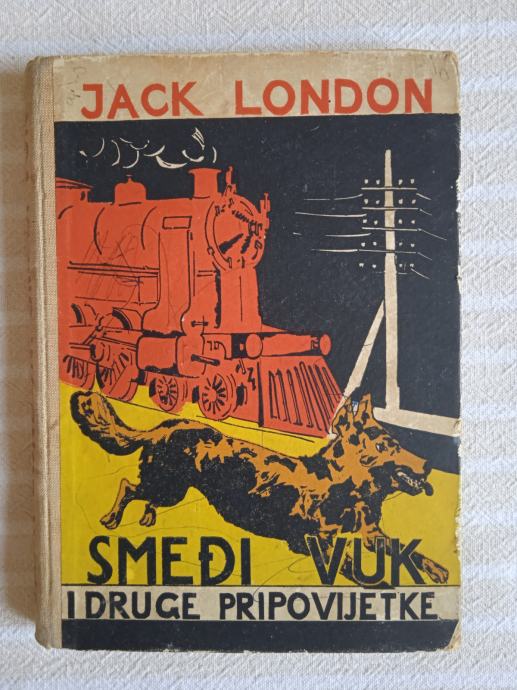 JACK LONDON
SMEĐI VUK
I DRUGE PRIPOVIJETKE